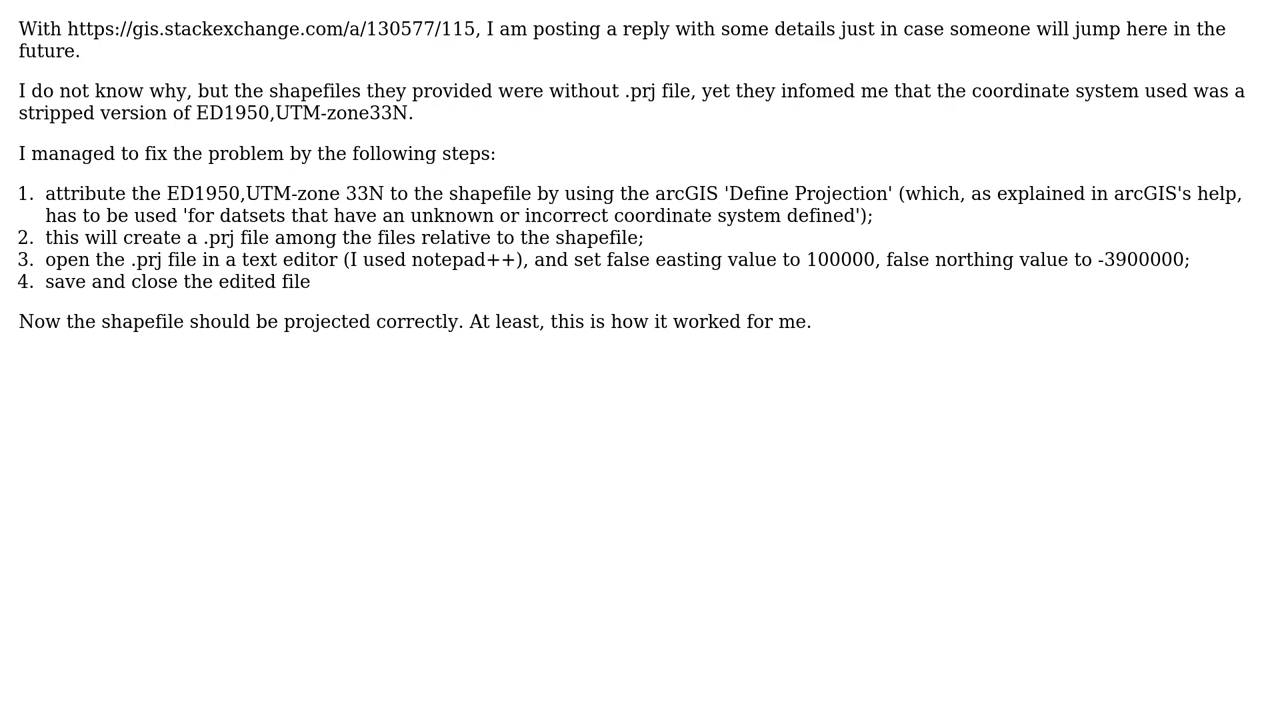 With https://gis.stackexchange.com/a/130577/115, I am posting a reply with some details just in case someone will jump here in the
future.
I do not know why, but the shapefiles they provided were without .prj file, yet they infomed me that the coordinate system used was a
stripped version of ED1950,UTM-zone33N.
I managed to fix the problem by the following steps:
1. attribute the ED1950,UTM-zone 33N to the shapefile by using the arcGIS 'Define Projection' (which, as explained in arcGIS's help,
has to be used 'for datsets that have an unknown or incorrect coordinate system defined');
2. this will create a .prj file among the files relative to the shapefile;
3. open the .prj file in a text editor (I used notepad++), and set false easting value to 100000, false northing value to -3900000;
4. save and close the edited file
Now the shapefile should be projected correctly. At least, this is how it worked for me.